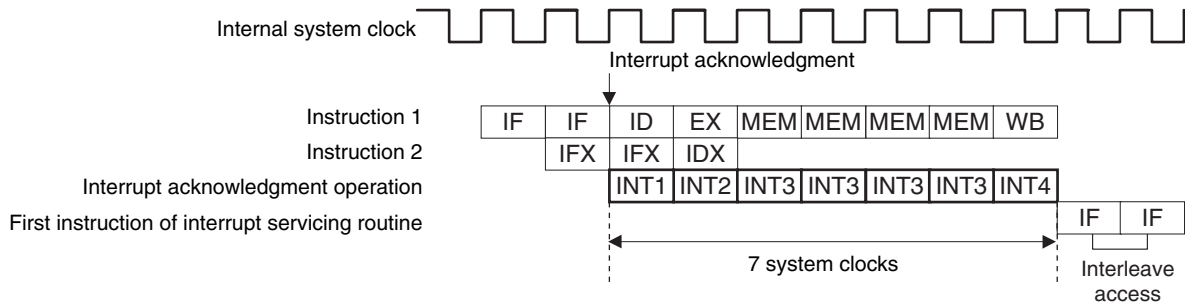 Internal system clock
Interrupt acknowledgment
Instruction 1 IF IF ID EX MEM MEM MEM MEM WB
Instruction 2 IFX IFX IDX
Interrupt acknowledgment operation INT1 INT2 INT3 INT3 INT3 INT3 INT4
First instruction of interrupt servicing routine IF IF
7 system clocks
Interleave
access